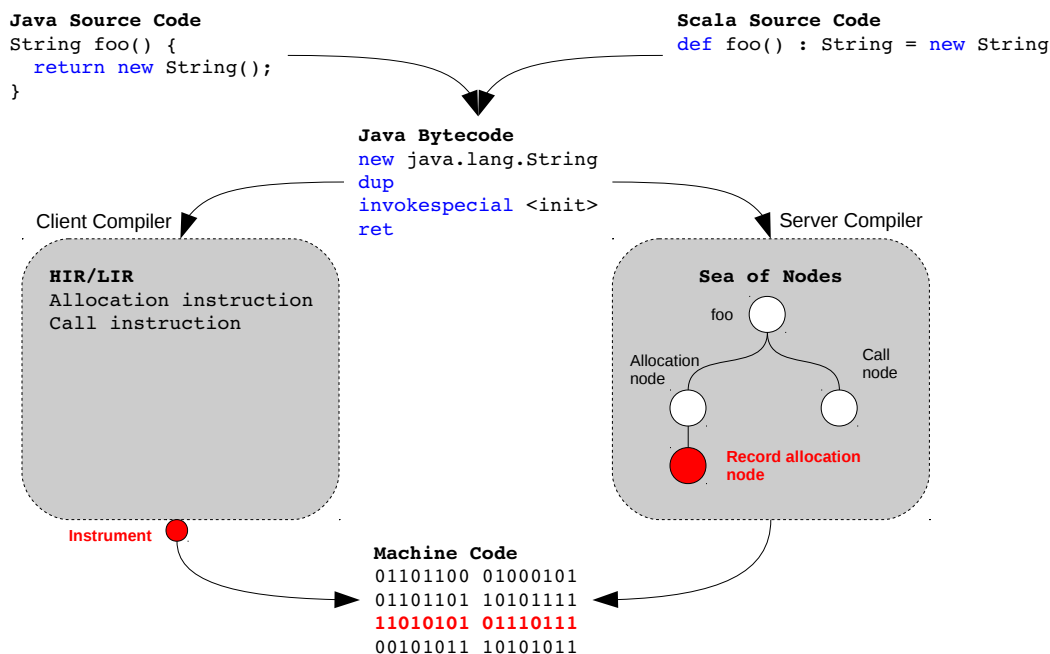 Java Source Code
String foo() {
  return new String();
}
Scala Source Code
def foo() : String = new String
Java Bytecode
new java.lang.String
dup
invokespecial <init>
ret
Client Compiler
HIR/LIR
Allocation instruction
Call instruction
Server Compiler
Sea of Nodes
foo
Allocation
node
Call
node
Record allocation
node
Instrument
Machine Code
01101100 01000101
01101101 10101111
11010101 01110111
00101011 10101011